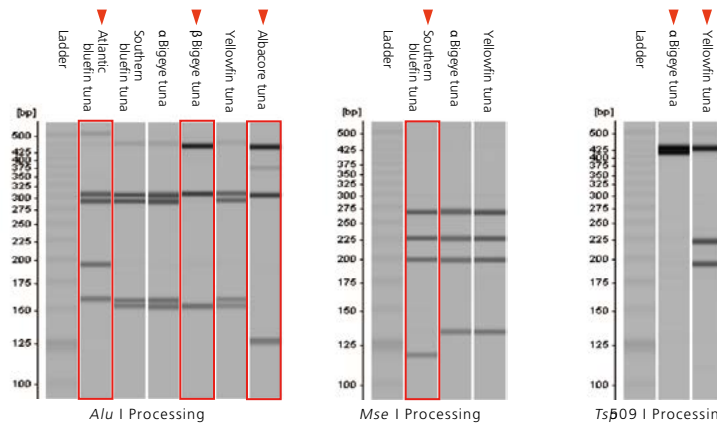 Ladder
Atlantic
bluefin tuna
Southern
bluefin tuna
α Bigeye tuna
β Bigeye tuna
Yellowfin tuna
Albacore tuna
[bp]
500
425
400
375
350
325
300
275
250
225
200
175
150
125
100
Alu I Processing
Ladder
Southern
bluefin tuna
α Bigeye tuna
Yellowfin tuna
[bp]
500
425
400
375
350
325
300
275
250
225
200
175
150
125
100
Mse I Processing
Ladder
α Bigeye tuna
Yellowfin tuna
[bp]
500
425
400
375
350
325
300
275
250
225
200
175
150
125
100
Tsp509 I Processin